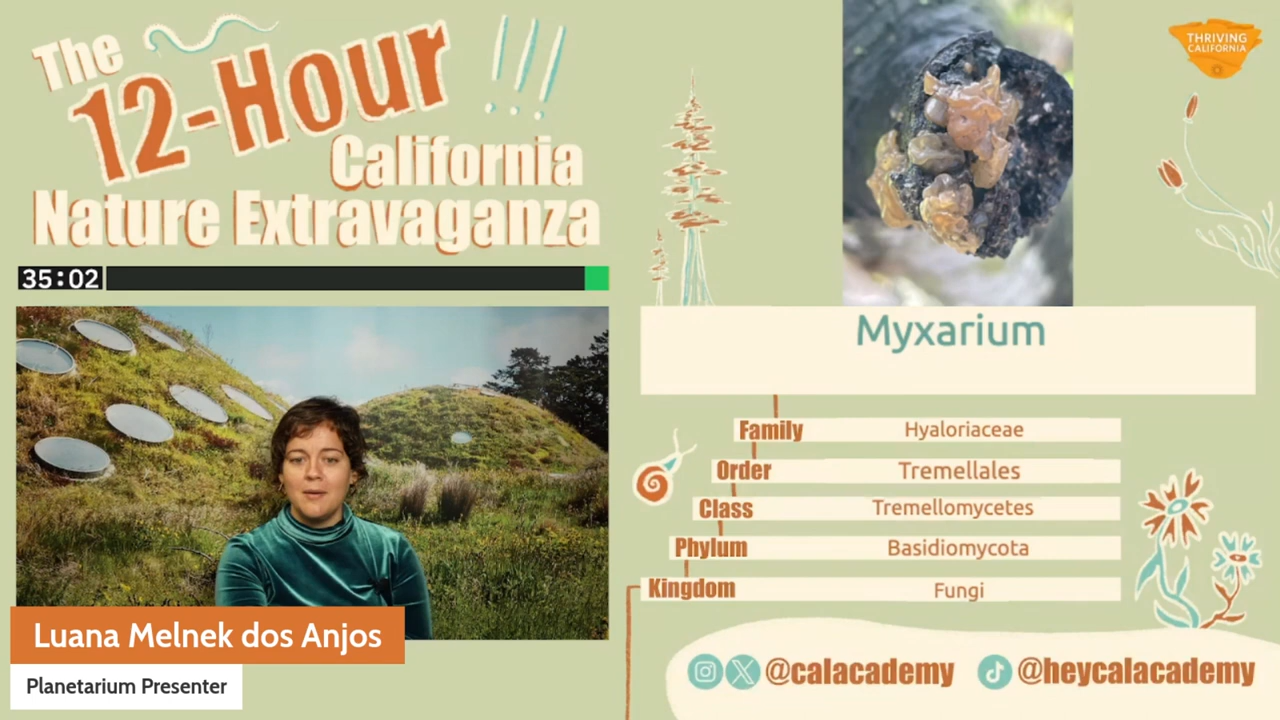 The
12-Hour !!!
California
Nature Extravaganza
THRIVING
CALIFORNIA
35:02
Myxarium
Family Hyaloriaceae
Order Tremellales
Class Tremellomycetes
Phylum Basidiomycota
Kingdom Fungi
Luana Melnek dos Anjos
Planetarium Presenter
@calacademy @heycalacademy